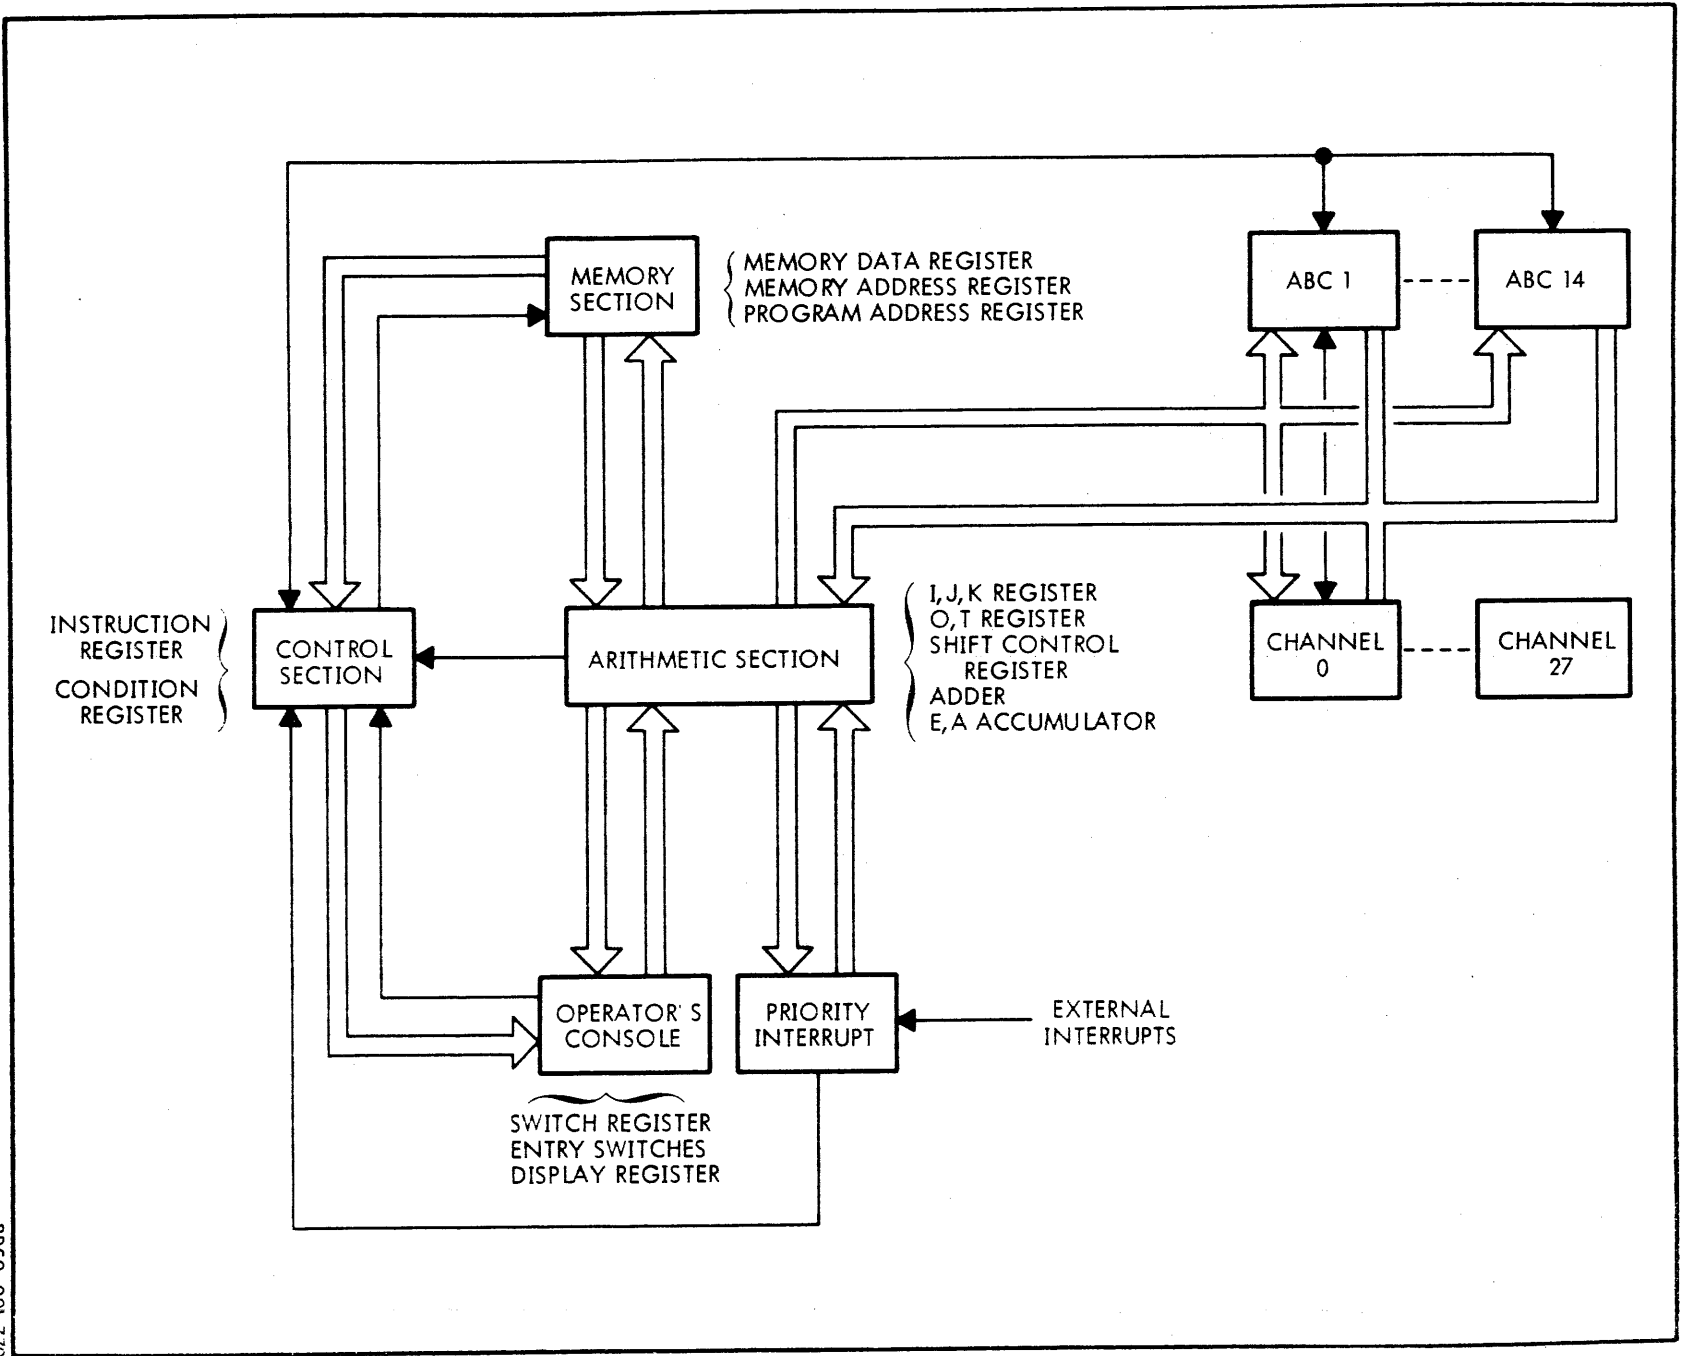 MEMORY
SECTION
MEMORY DATA REGISTER
MEMORY ADDRESS REGISTER
PROGRAM ADDRESS REGISTER
ABC 1
ABC 14
INSTRUCTION
REGISTER
CONDITION
REGISTER
CONTROL
SECTION
ARITHMETIC SECTION
I, J, K REGISTER
O, T REGISTER
SHIFT CONTROL
REGISTER
ADDER
E, A ACCUMULATOR
CHANNEL
0
CHANNEL
27
OPERATOR'S
CONSOLE
PRIORITY
INTERRUPT
EXTERNAL
INTERRUPTS
SWITCH REGISTER
ENTRY SWITCHES
DISPLAY REGISTER